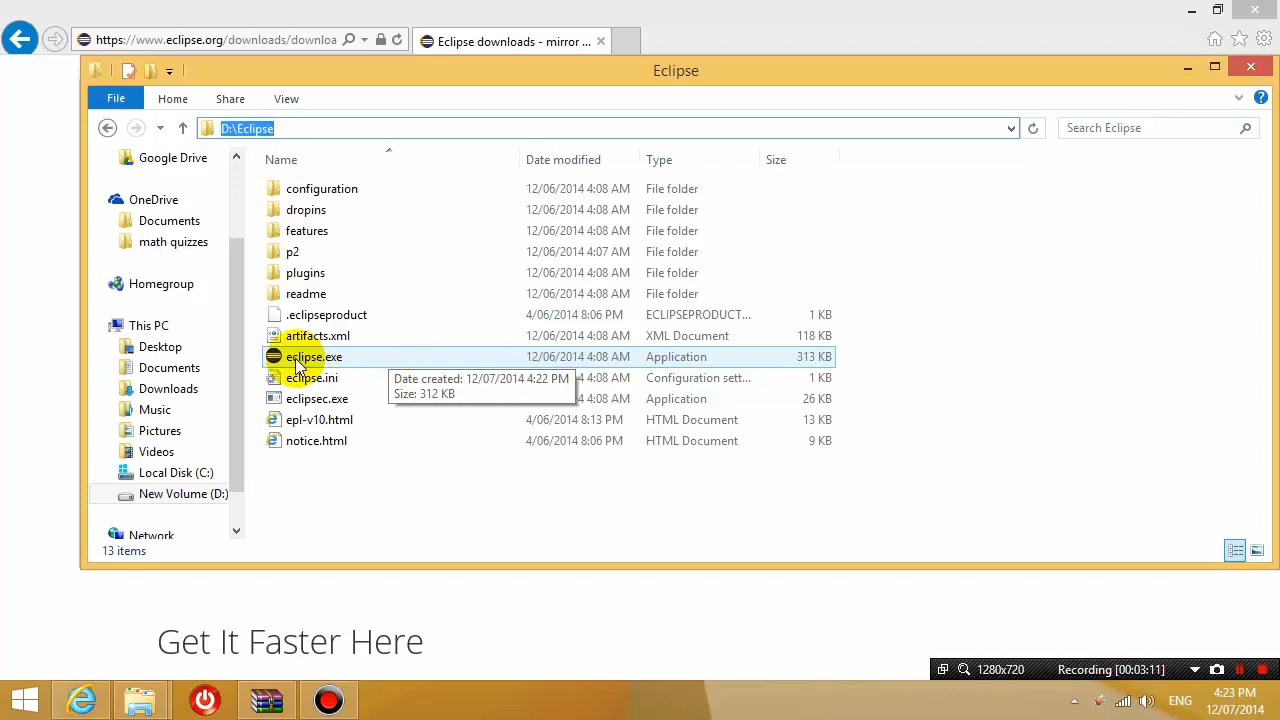 https://www.eclipse.org/downloads/downloa
Eclipse downloads - mirror ...
Eclipse
File
Home
Share
View
D:\Eclipse
Search Eclipse
Name
Date modified
Type
Size
Google Drive
OneDrive
Documents
math quizzes
Homegroup
This PC
Desktop
Documents
Downloads
Music
Pictures
Videos
Local Disk (C:)
New Volume (D:)
Network
configuration 12/06/2014 4:08 AM File folder
dropins 12/06/2014 4:08 AM File folder
features 12/06/2014 4:08 AM File folder
p2 12/06/2014 4:07 AM File folder
plugins 12/06/2014 4:08 AM File folder
readme 12/06/2014 4:08 AM File folder
.eclipseproduct 4/06/2014 8:06 PM ECLIPSEPRODUCT... 1 KB
artifacts.xml 12/06/2014 4:08 AM XML Document 118 KB
eclipse.exe 12/06/2014 4:08 AM Application 313 KB
eclipse.ini 4:08 AM Configuration sett... 1 KB
eclipsec.exe 4:08 AM Application 26 KB
epl-v10.html 4/06/2014 8:13 PM HTML Document 13 KB
notice.html 4/06/2014 8:06 PM HTML Document 9 KB
Date created: 12/07/2014 4:22 PM
Size: 312 KB
13 items
Get It Faster Here
1280x720
Recording [00:03:11]
ENG
4:23 PM
12/07/2014